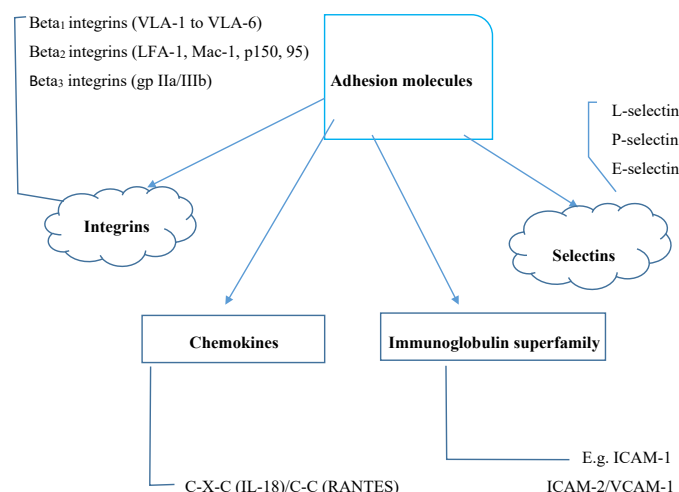 Beta₁ integrins (VLA-1 to VLA-6)
Beta₂ integrins (LFA-1, Mac-1, p150, 95)
Beta₃ integrins (gp IIa/IIIb)
Adhesion molecules
L-selectin
P-selectin
E-selectin
Integrins
Selectins
Chemokines
Immunoglobulin superfamily
E.g. ICAM-1
C-X-C (IL-18)/C-C (RANTES)
ICAM-2/VCAM-1